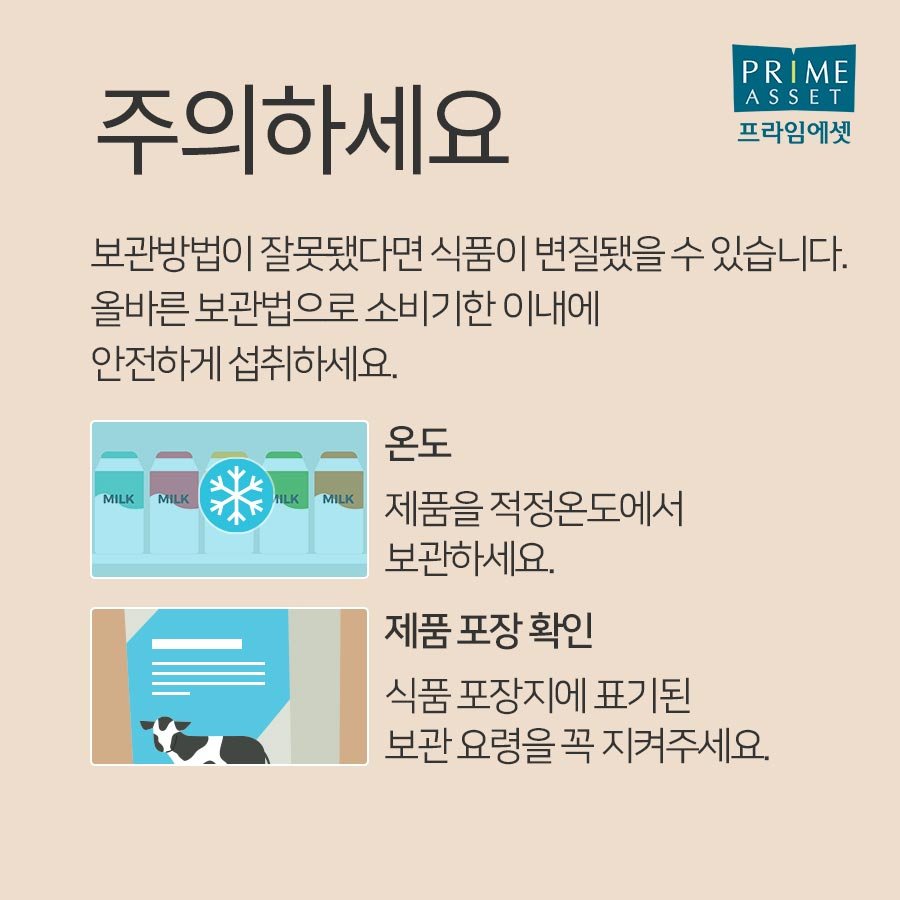 PRIME
ASSET
프라임에셋
주의하세요
보관방법이 잘못됐다면 식품이 변질됐을 수 있습니다.
올바른 보관법으로 소비기한 이내에
안전하게 섭취하세요.
MILK
MILK
MILK
MILK
온도
제품을 적정온도에서
보관하세요.
제품 포장 확인
식품 포장지에 표기된
보관 요령을 꼭 지켜주세요.